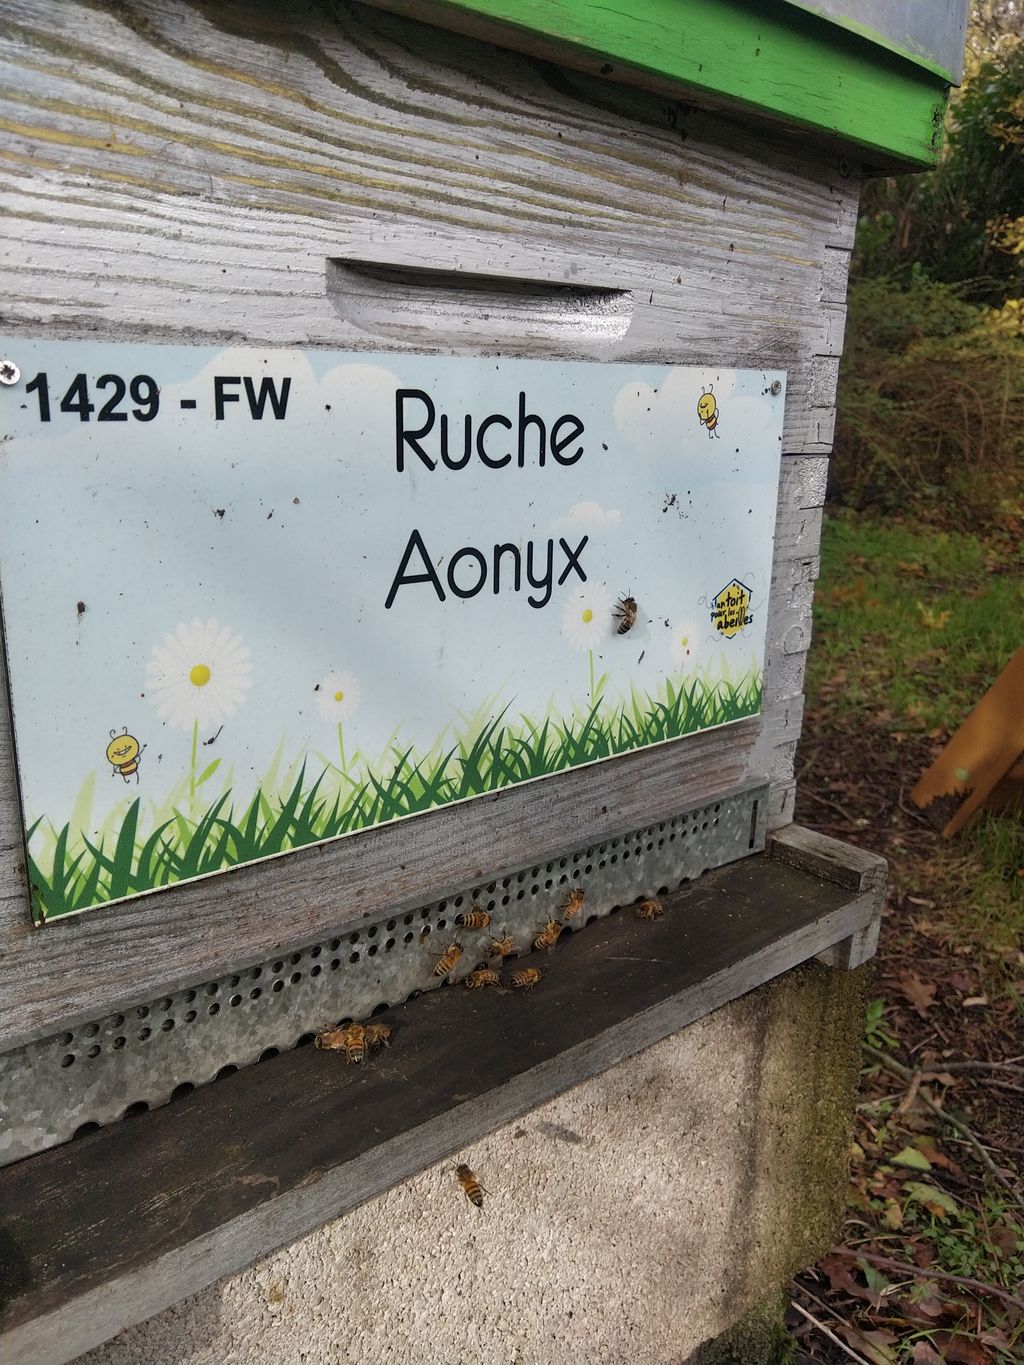 1429 - FW
Ruche
Aonyx
un toit
pour les
abeilles